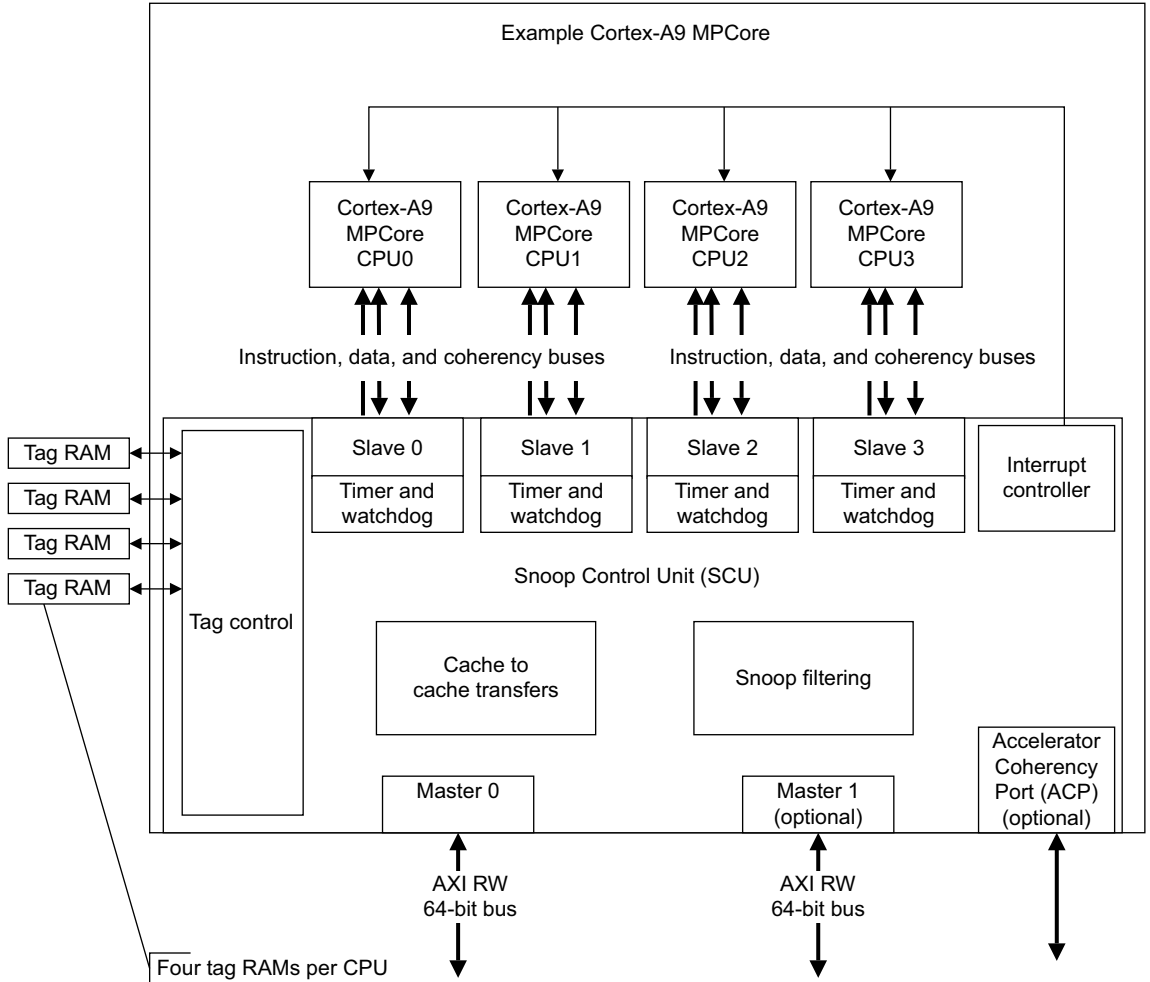 Example Cortex-A9 MPCore
Cortex-A9
MPCore
CPU0
Cortex-A9
MPCore
CPU1
Cortex-A9
MPCore
CPU2
Cortex-A9
MPCore
CPU3
Instruction, data, and coherency buses
Instruction, data, and coherency buses
Tag RAM
Tag RAM
Tag RAM
Tag RAM
Tag control
Slave 0
Timer and
watchdog
Slave 1
Timer and
watchdog
Slave 2
Timer and
watchdog
Slave 3
Timer and
watchdog
Interrupt
controller
Snoop Control Unit (SCU)
Cache to
cache transfers
Snoop filtering
Master 0
Master 1
(optional)
Accelerator
Coherency
Port (ACP)
(optional)
AXI RW
64-bit bus
AXI RW
64-bit bus
Four tag RAMs per CPU